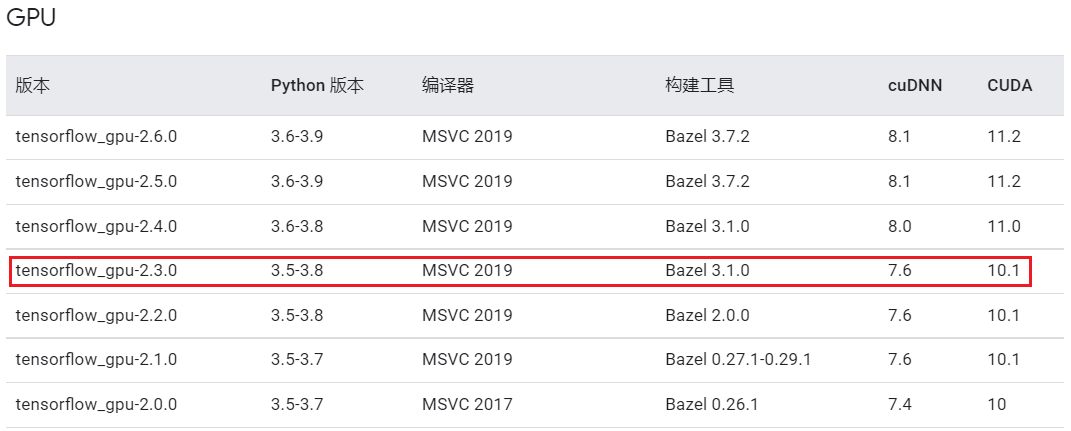 GPU
版本 Python 版本 编译器 构建工具 cuDNN CUDA
tensorflow_gpu-2.6.0 3.6-3.9 MSVC 2019 Bazel 3.7.2 8.1 11.2
tensorflow_gpu-2.5.0 3.6-3.9 MSVC 2019 Bazel 3.7.2 8.1 11.2
tensorflow_gpu-2.4.0 3.6-3.8 MSVC 2019 Bazel 3.1.0 8.0 11.0
tensorflow_gpu-2.3.0 3.5-3.8 MSVC 2019 Bazel 3.1.0 7.6 10.1
tensorflow_gpu-2.2.0 3.5-3.8 MSVC 2019 Bazel 2.0.0 7.6 10.1
tensorflow_gpu-2.1.0 3.5-3.7 MSVC 2019 Bazel 0.27.1-0.29.1 7.6 10.1
tensorflow_gpu-2.0.0 3.5-3.7 MSVC 2017 Bazel 0.26.1 7.4 10